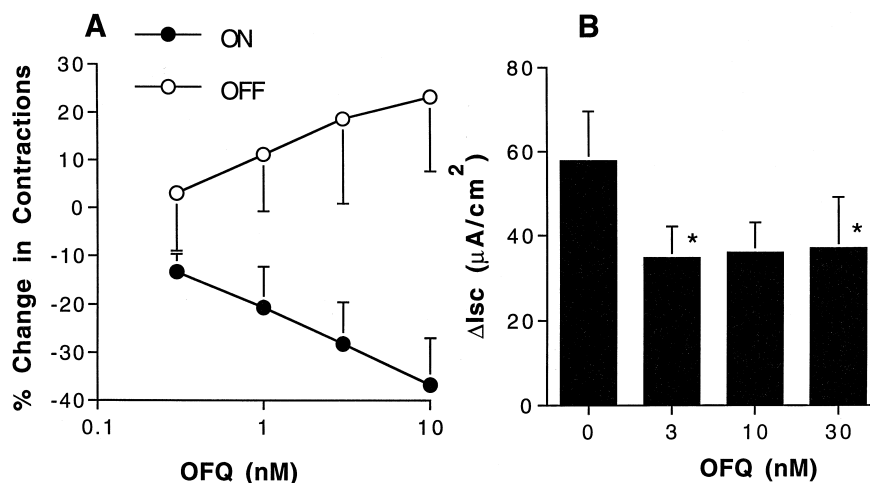 A
ON
OFF
% Change in Contractions
30
20
10
0
-10
-20
-30
-40
0.1 1 10
OFQ (nM)
B
ΔIsc (μA/cm²)
80
60
40
20
0
*
*
0 3 10 30
OFQ (nM)